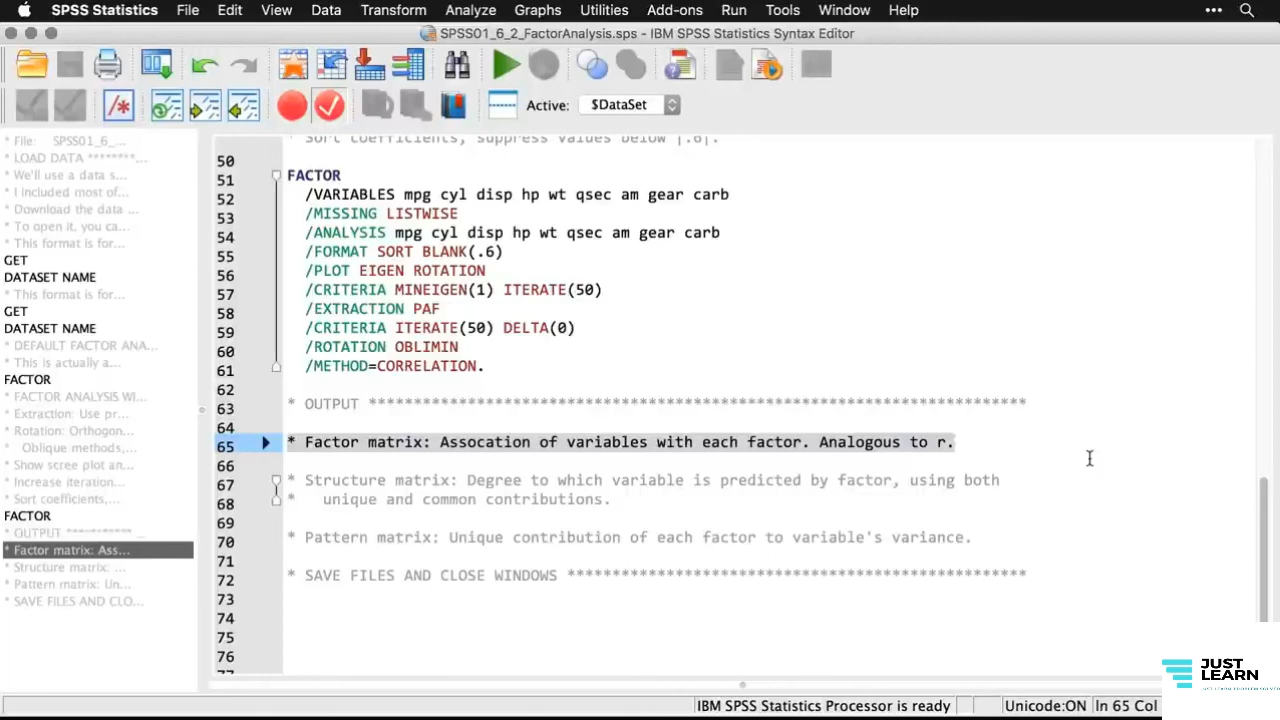 SPSS Statistics File Edit View Data Transform Analyze Graphs Utilities Add-ons Run Tools Window Help
SPSS01_6_2_FactorAnalysis.sps - IBM SPSS Statistics Syntax Editor
Active: $DataSet
* File: SPSS01_6_...
* LOAD DATA ********,...
* We'll use a data s...
* I included most of...
* Download the data ...
* To open it, you ca...
* This format is for...
GET
DATASET NAME
* This format is for...
GET
DATASET NAME
* DEFAULT FACTOR ANA...
* This is actually a...
FACTOR
* FACTOR ANALYSIS WI...
* Extraction: Use pr...
* Rotation: Orthogon...
* Oblique methods,...
* Show scree plot an...
* Increase iteration...
* Sort coefficients,...
FACTOR
* OUTPUT *********** ...
* Factor matrix: Ass...
* Structure matrix: ...
* Pattern matrix: Un...
* SAVE FILES AND CLO...
* Sort coefficients, suppress values below |.6|.
50
51 FACTOR
52 /VARIABLES mpg cyl disp hp wt qsec am gear carb
53 /MISSING LISTWISE
54 /ANALYSIS mpg cyl disp hp wt qsec am gear carb
55 /FORMAT SORT BLANK(.6)
56 /PLOT EIGEN ROTATION
57 /CRITERIA MINEIGEN(1) ITERATE(50)
58 /EXTRACTION PAF
59 /CRITERIA ITERATE(50) DELTA(0)
60 /ROTATION OBLIMIN
61 /METHOD=CORRELATION.
62
63 * OUTPUT *************************************************************************
64
65 * Factor matrix: Assocation of variables with each factor. Analogous to r.
66
67 * Structure matrix: Degree to which variable is predicted by factor, using both
68 * unique and common contributions.
69
70 * Pattern matrix: Unique contribution of each factor to variable's variance.
71
72 * SAVE FILES AND CLOSE WINDOWS ***************************************************
73
74
75
76
JUST
LEARN
IBM SPSS Statistics Processor is ready Unicode:ON In 65 Col